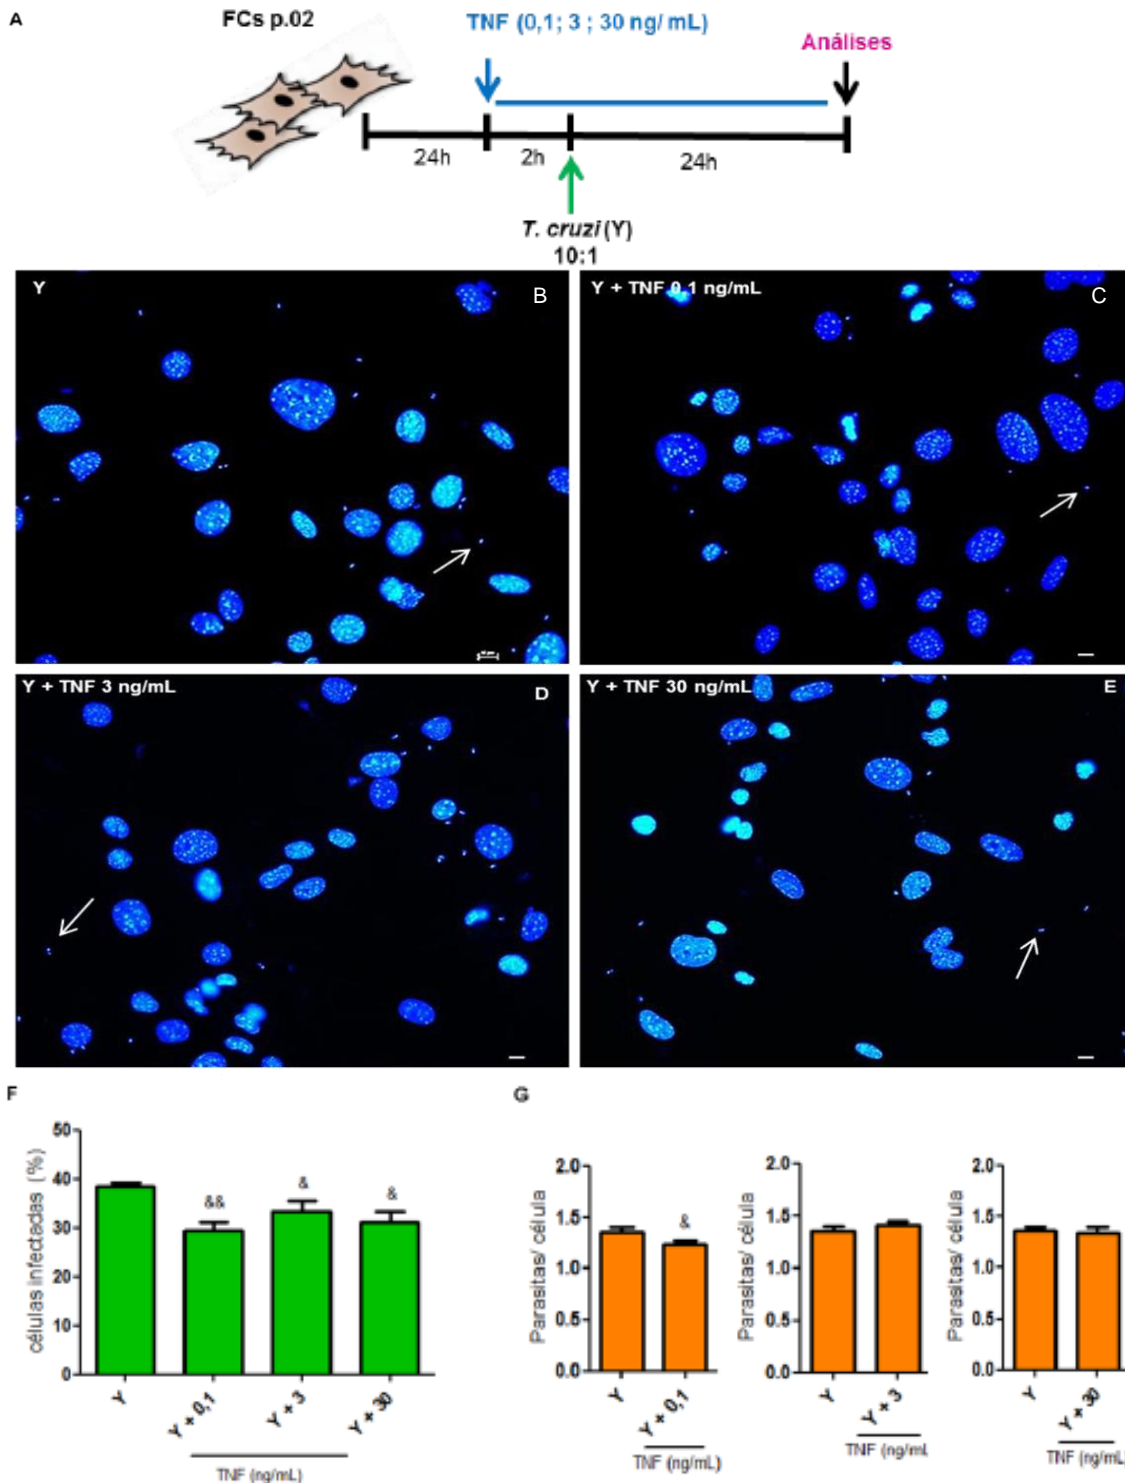 A
FCs p.02
TNF (0,1; 3 ; 30 ng/ mL)
Análises
24h
2h
24h
T. cruzi (Y)
10:1
Y
B
Y + TNF 0,1 ng/mL
C
Y + TNF 3 ng/mL
D
Y + TNF 30 ng/mL
E
F
células infectadas (%)
50
40
30
20
10
0
&&
&
&
Y
Y + 0,1
Y + 3
Y + 30
TNF (ng/mL)
G
Parasitas/ célula
2.0
1.5
1.0
0.5
0.0
&
Y
Y + 0,1
TNF (ng/mL)
Parasitas/ célula
2.0
1.5
1.0
0.5
0.0
Y
Y + 3
TNF (ng/mL
Parasitas/ célula
2.0
1.5
1.0
0.5
0.0
Y
Y + 30
TNF (ng/mL)